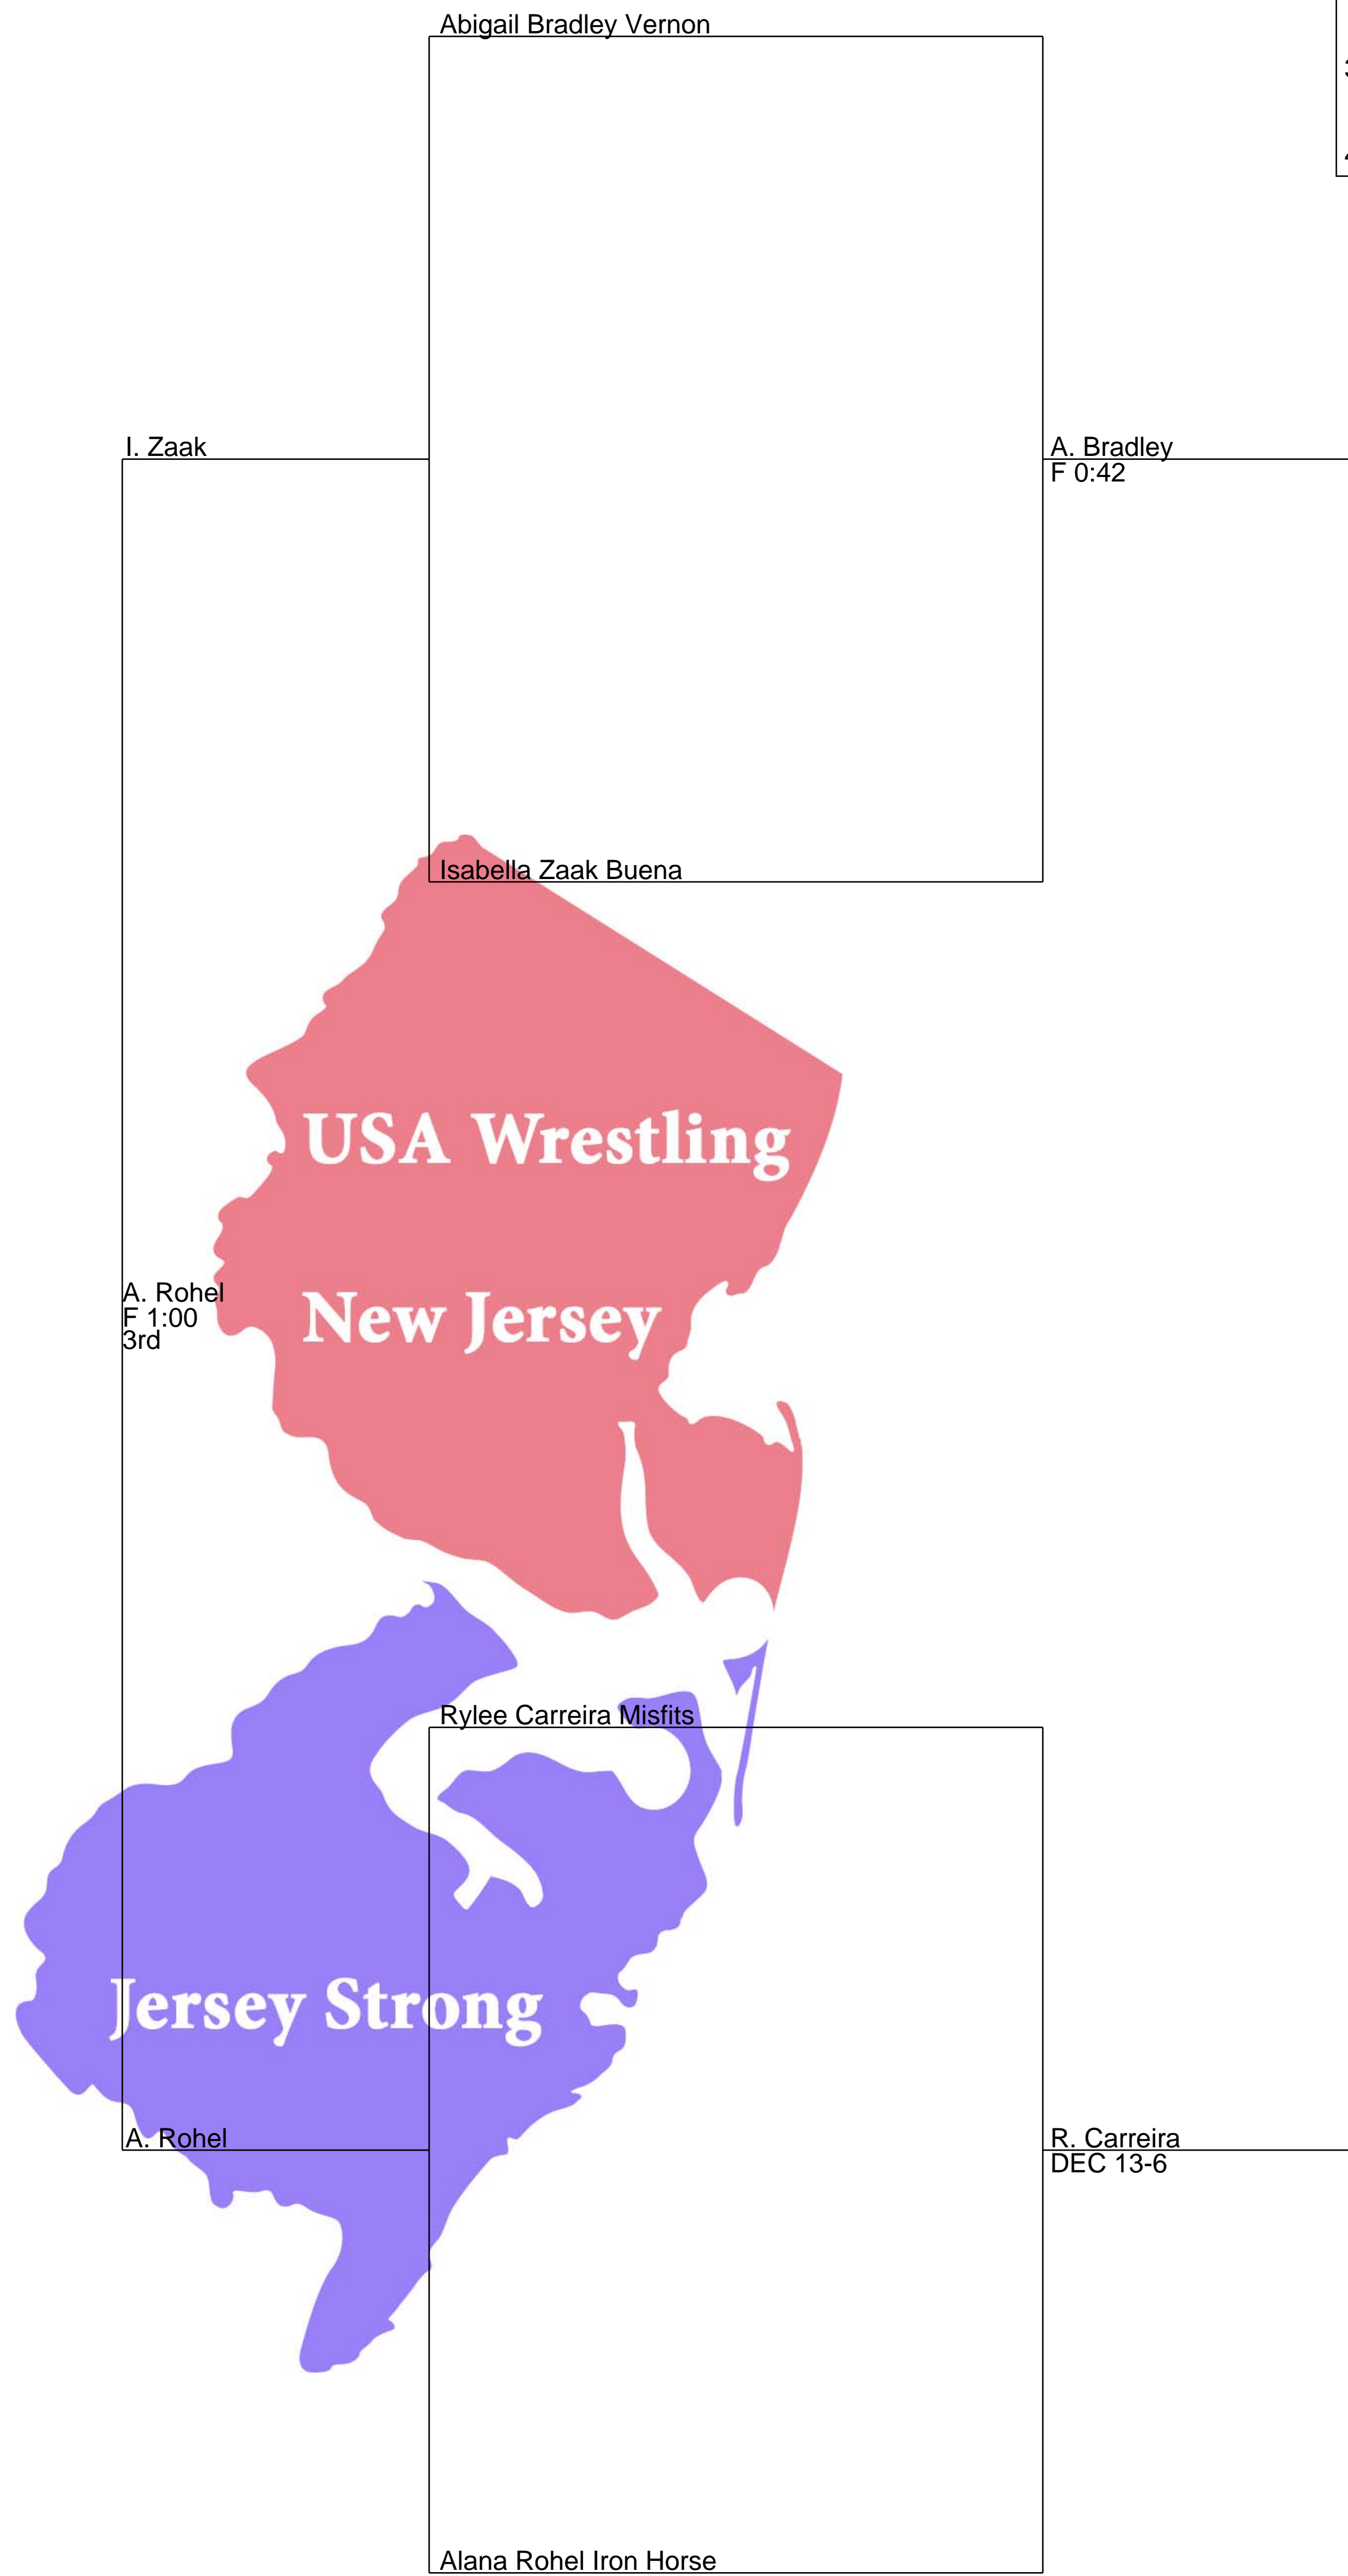 Abigail Bradley Vernon
I. Zaak
A. Bradley
F 0:42
Isabella Zaak Buena
USA Wrestling
New Jersey
A. Rohel
F 1:00
3rd
Rylee Carreira Misfits
Jersey Strong
A. Rohel
R. Carreira
DEC 13-6
Alana Rohel Iron Horse